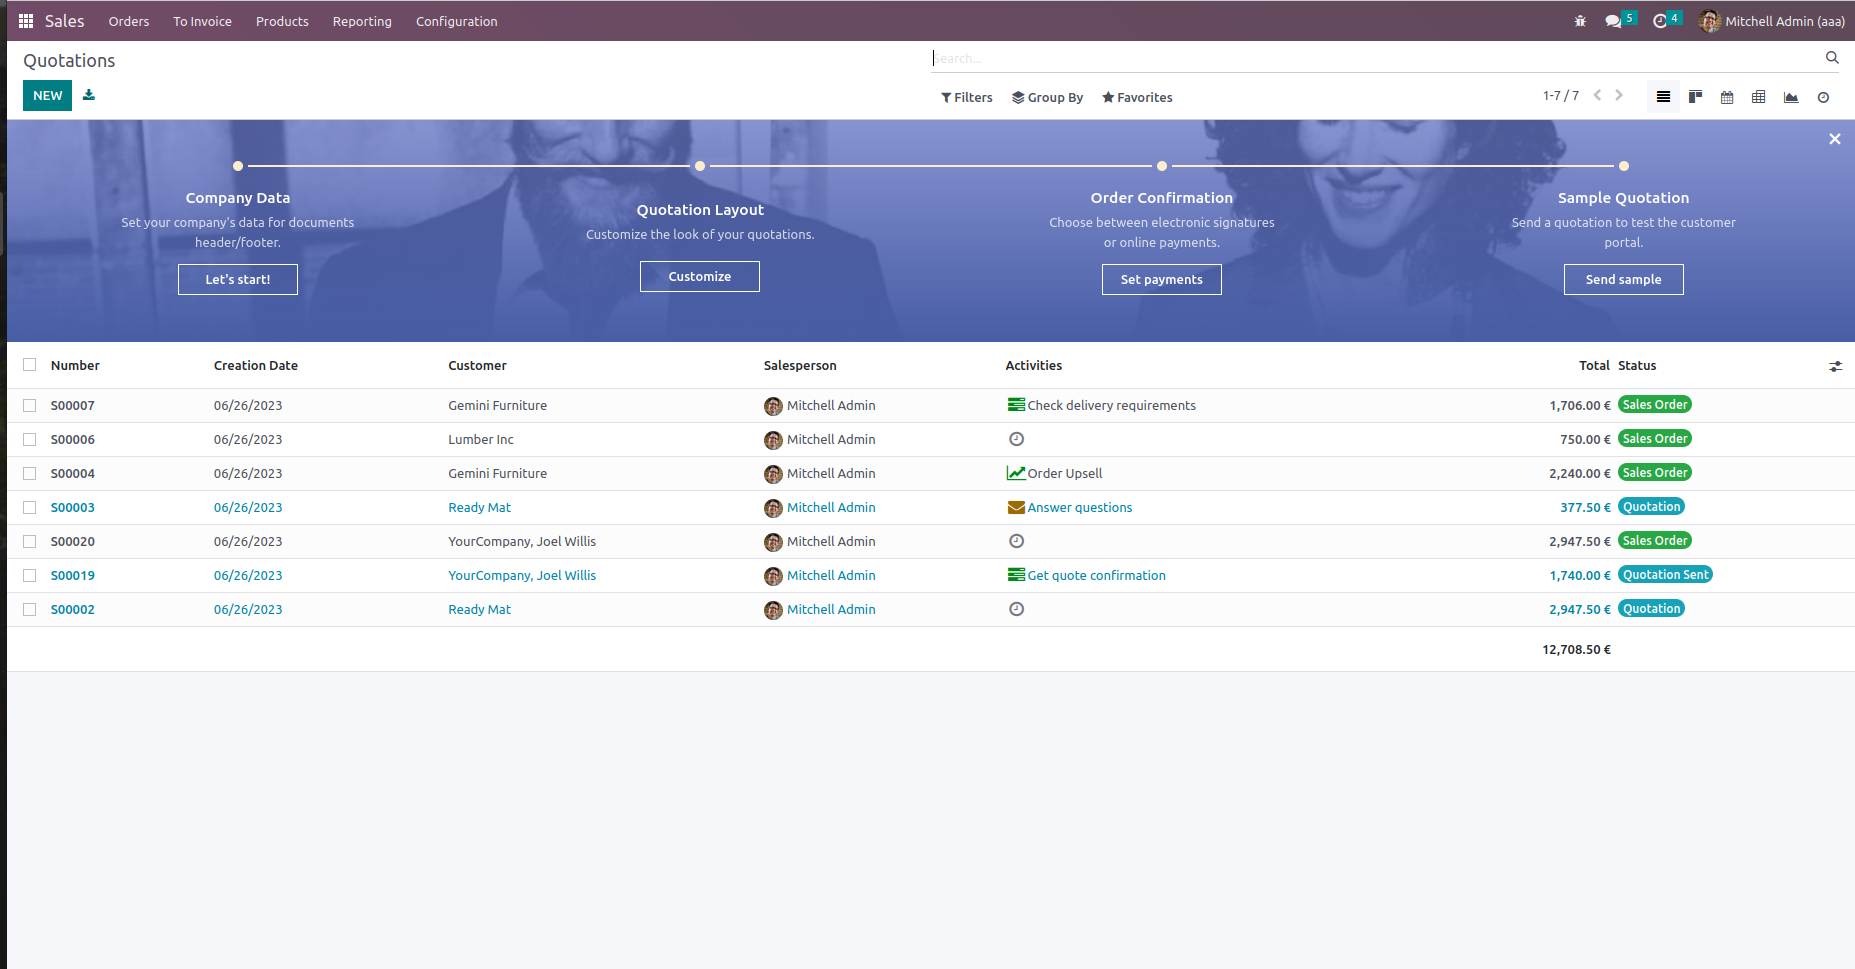 Sales Orders To Invoice Products Reporting Configuration 5 4 Mitchell Admin (aaa)
Quotations
Search...
NEW
Filters Group By Favorites 1-7 / 7
Company Data
Set your company's data for documents
header/footer.
Let's start!
Quotation Layout
Customize the look of your quotations.
Customize
Order Confirmation
Choose between electronic signatures
or online payments.
Set payments
Sample Quotation
Send a quotation to test the customer
portal.
Send sample
Number Creation Date Customer Salesperson Activities Total Status
S00007 06/26/2023 Gemini Furniture Mitchell Admin Check delivery requirements 1,706.00 € Sales Order
S00006 06/26/2023 Lumber Inc Mitchell Admin 750.00 € Sales Order
S00004 06/26/2023 Gemini Furniture Mitchell Admin Order Upsell 2,240.00 € Sales Order
S00003 06/26/2023 Ready Mat Mitchell Admin Answer questions 377.50 € Quotation
S00020 06/26/2023 YourCompany, Joel Willis Mitchell Admin 2,947.50 € Sales Order
S00019 06/26/2023 YourCompany, Joel Willis Mitchell Admin Get quote confirmation 1,740.00 € Quotation Sent
S00002 06/26/2023 Ready Mat Mitchell Admin 2,947.50 € Quotation
12,708.50 €